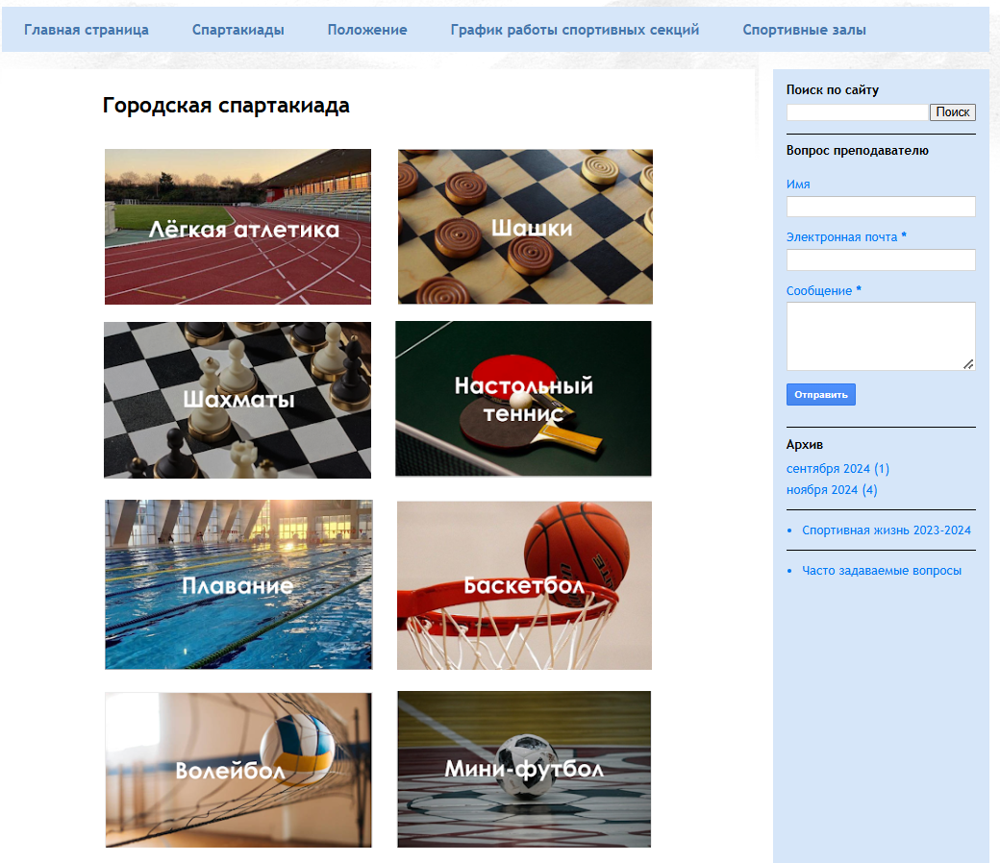 Главная страница Спартакиады Положение График работы спортивных секций Спортивные залы
Городская спартакиада
Лёгкая атлетика
Шашки
Шахматы
Настольный
теннис
Плавание
Баскетбол
Волейбол
Мини-футбол
Поиск по сайту
Поиск
Вопрос преподавателю
Имя
Электронная почта *
Сообщение *
Отправить
Архив
сентября 2024 (1)
ноября 2024 (4)
• Спортивная жизнь 2023-2024
• Часто задаваемые вопросы